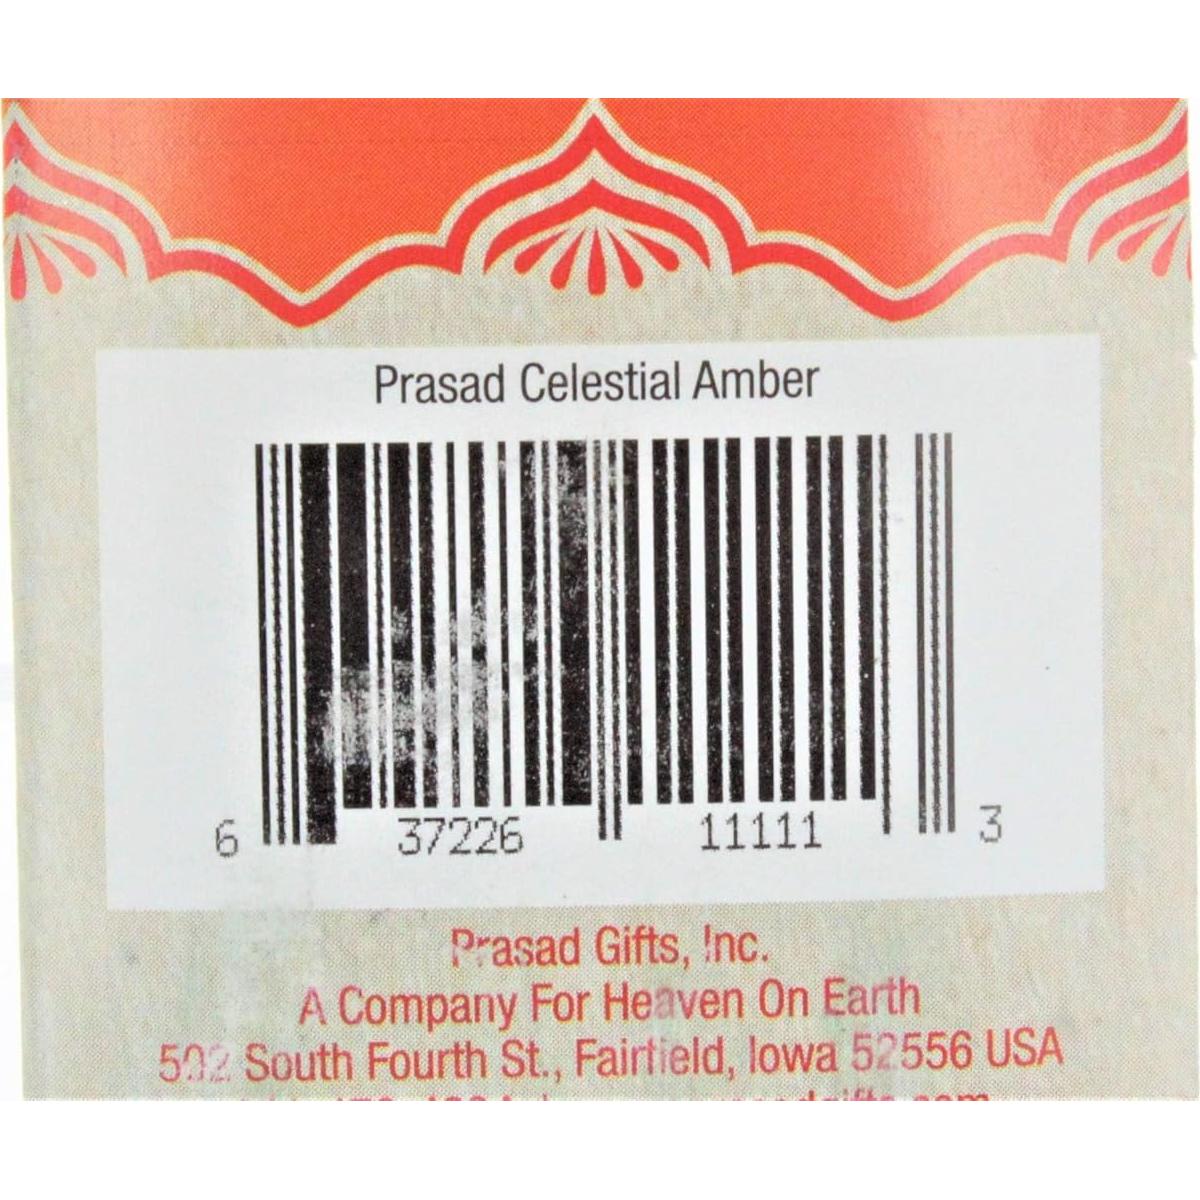 Prasad Celestial Amber
6 37226 11111 3
Prasad Gifts, Inc.
A Company For Heaven On Earth
502 South Fourth St., Fairfield, Iowa 52556 USA